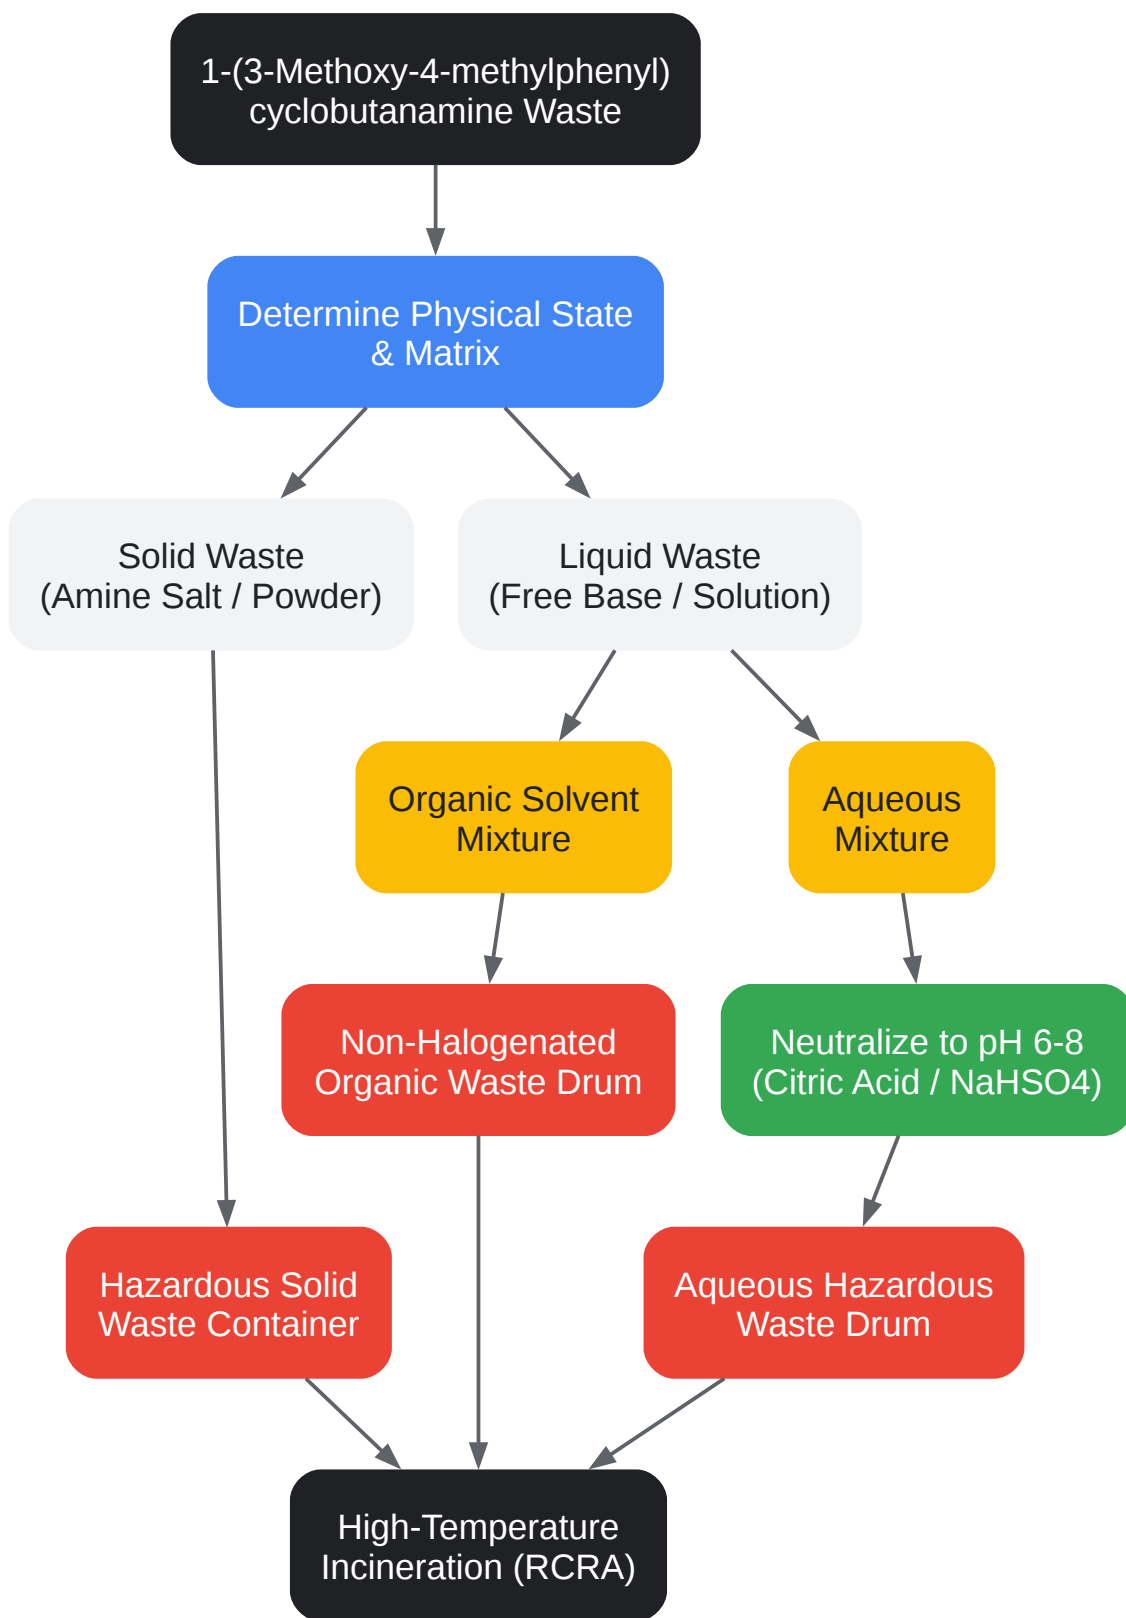 1-(3-Methoxy-4-methylphenyl)
cyclobutanamine Waste
Determine Physical State
& Matrix
Solid Waste
(Amine Salt / Powder)
Liquid Waste
(Free Base / Solution)
Organic Solvent
Mixture
Aqueous
Mixture
Non-Halogenated
Organic Waste Drum
Neutralize to pH 6-8
(Citric Acid / NaHSO4)
Hazardous Solid
Waste Container
Aqueous Hazardous
Waste Drum
High-Temperature
Incineration (RCRA)